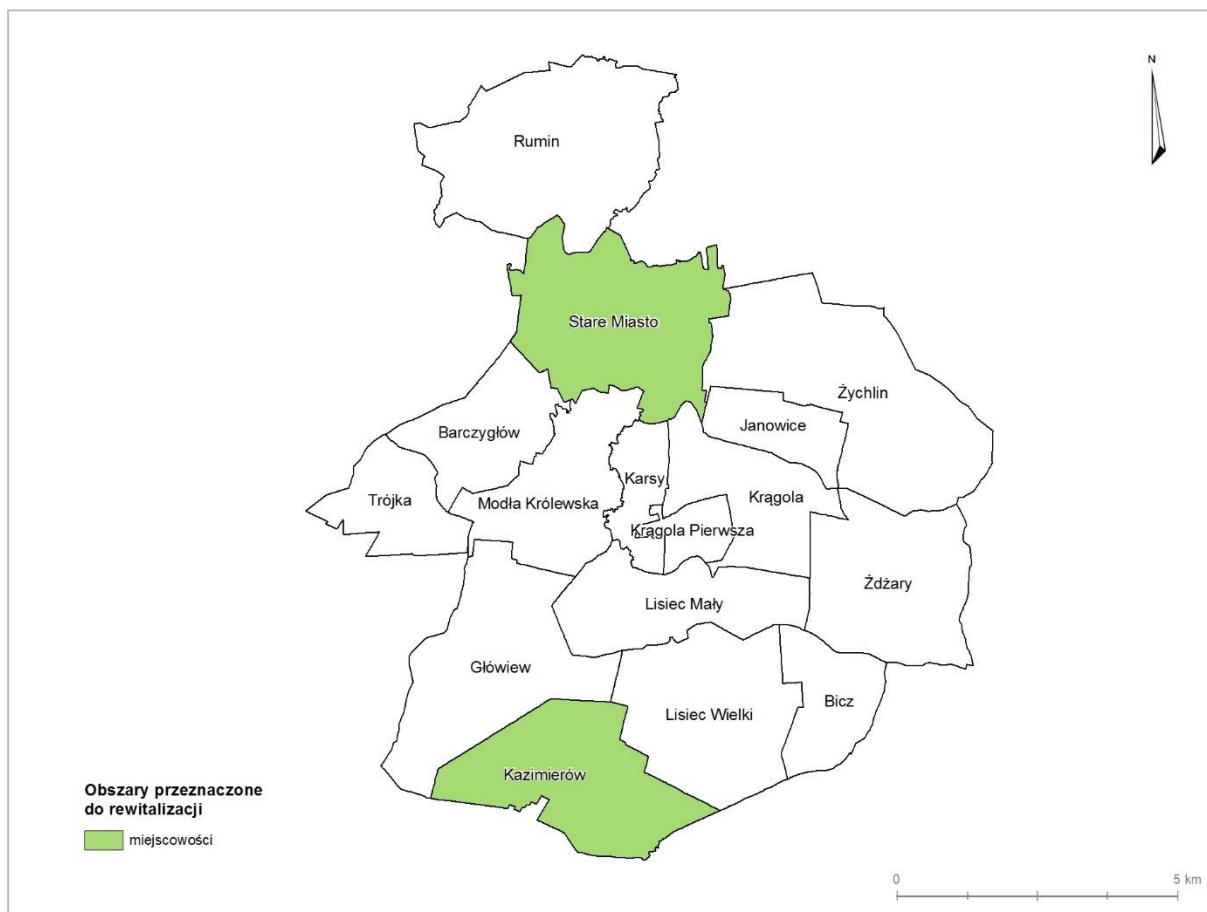 N
Rumin
Stare Miasto
Żychlin
Janowice
Barczygłów
Karsy
Trójka
Modła Królewska
Krągola
Krągola Pierwsza
Żdżary
Lisiec Mały
Główiew
Lisiec Wielki
Bicz
Kazimierów
Obszary przeznaczone
do rewitalizacji
miejscowości
0 5 km